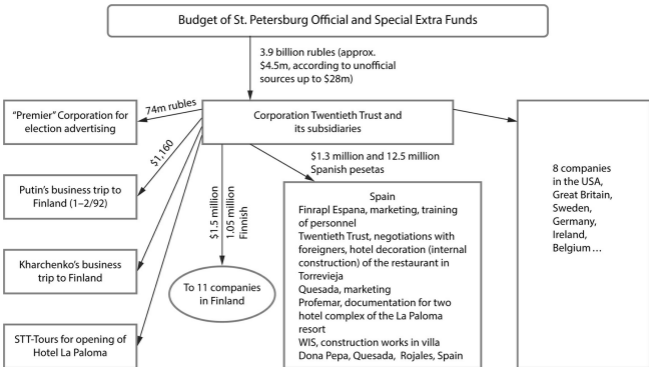 Budget of St. Petersburg Official and Special Extra Funds
3.9 billion rubles (approx.
$4.5m, according to unofficial
sources up to $28m)
"Premier" Corporation for
election advertising
74m rubles
Corporation Twentieth Trust and
its subsidiaries
$1,160
Putin's business trip to
Finland (1–2/92)
Kharchenko's business
trip to Finland
STT-Tours for opening of
Hotel La Paloma
$1.5 million
1.05 million
Finnish
To 11 companies
in Finland
$1.3 million and 12.5 million
Spanish pesetas
Spain
Finrapl Espana, marketing, training
of personnel
Twentieth Trust, negotiations with
foreigners, hotel decoration (internal
construction) of the restaurant in
Torrevieja
Quesada, marketing
Profemar, documentation for two
hotel complex of the La Paloma
resort
WIS, construction works in villa
Dona Pepa, Quesada, Rojales, Spain
8 companies
in the USA,
Great Britain,
Sweden,
Germany,
Ireland,
Belgium ...